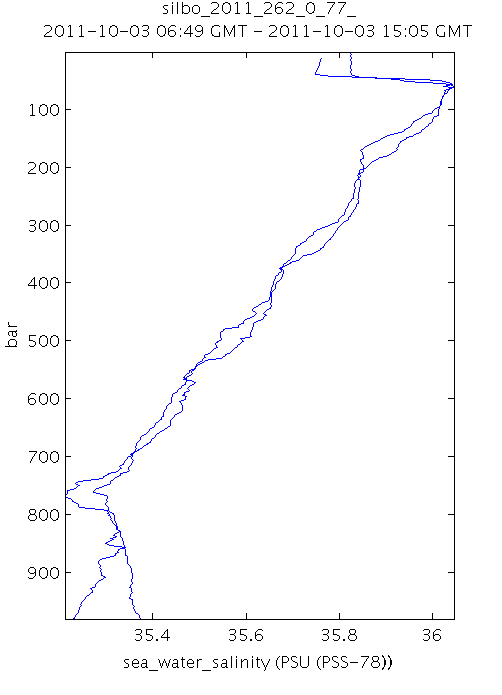 silbo_2011_262_0_77_
2011-10-03 06:49 GMT - 2011-10-03 15:05 GMT
100
200
300
400
500
600
700
800
900
bar
35.4 35.6 35.8 36
sea_water_salinity (PSU (PSS-78))